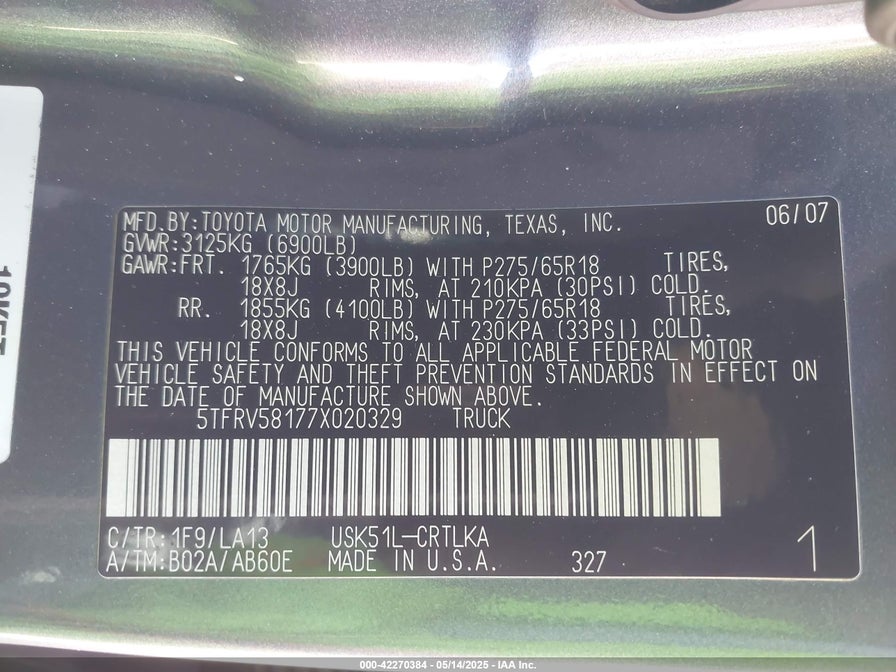 MFD.BY:TOYOTA MOTOR MANUFACTURING, TEXAS, INC. 06/07
GVWR:3125KG (6900LB)
GAWR:FRT. 1765KG (3900LB) WITH P275/65R18 TIRES,
18X8J RIMS, AT 210KPA (30PSI) COLD.
RR. 1855KG (4100LB) WITH P275/65R18 TIRES,
18X8J RIMS, AT 230KPA (33PSI) COLD.
THIS VEHICLE CONFORMS TO ALL APPLICABLE FEDERAL MOTOR
VEHICLE SAFETY AND THEFT PREVENTION STANDARDS IN EFFECT ON
THE DATE OF MANUFACTURE SHOWN ABOVE.
5TFRV58177X020329 TRUCK
C/TR:1F9/LA13 USK51L-CRTLKA
A/TM:B02A/AB60E MADE IN U.S.A. 327 1
000-42270384 - 05/14/2025 - IAA Inc.